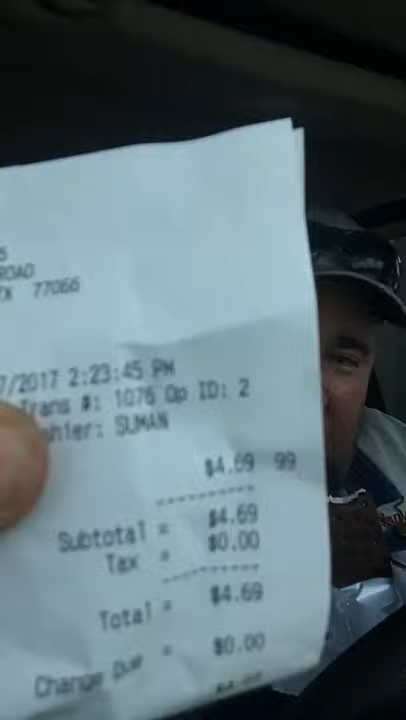 ROAD
TX 77066
7/2017 2:23:45 PM
Trans #: 1076 Op ID: 2
SUMAN
$4.69 99
Subtotal = $4.69
Tax = $0.00
Total = $4.69
Change Due = $0.00